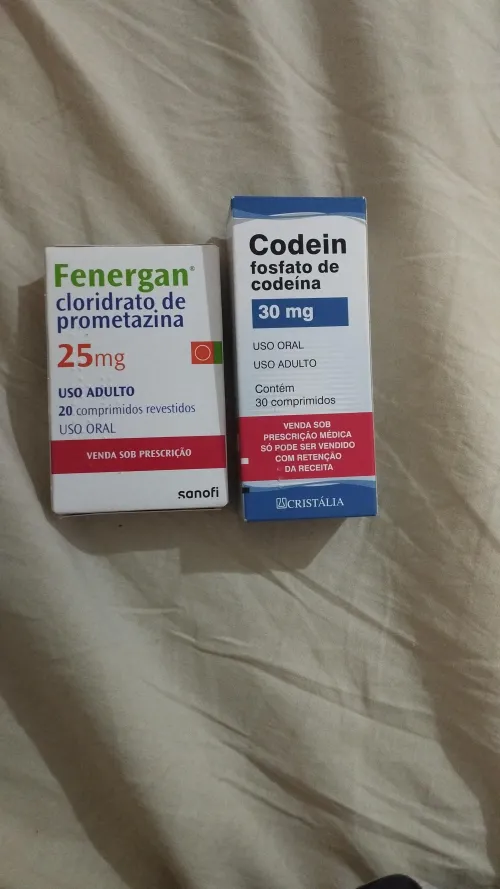 Fenergan®
cloridrato de
prometazina
25mg
USO ADULTO
20 comprimidos revestidos
USO ORAL
VENDA SOB PRESCRIÇÃO
sanofi
Codein
fosfato de
codeína
30 mg
USO ORAL
USO ADULTO
Contém
30 comprimidos
VENDA SOB
PRESCRIÇÃO MÉDICA
SÓ PODE SER VENDIDO
COM RETENÇÃO
DA RECEITA
CRISTÁLIA